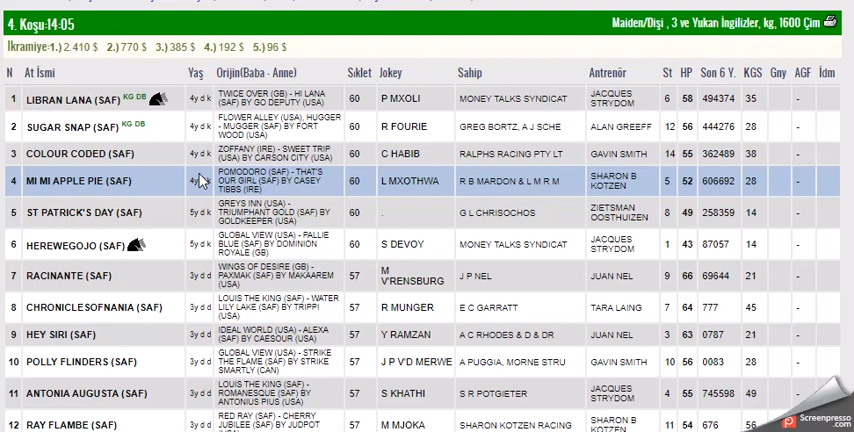 4. Koşu:14:05 Maiden/Dişi , 3 ve Yukarı İngilizler, kg, 1600 Çim
İkramiye:1.) 2.410 $ 2.) 770 $ 3.) 385 $ 4.) 192 $ 5.) 96 $
N At İsmi Yaş Orijin(Baba - Anne) Sıklet Jokey Sahip Antrenör St HP Son 6 Y. KGS Gny AGF İdm
1 LIBRAN LANA (SAF) KG DB 4y d k TWICE OVER (GB) - HI LANA (SAF) BY GO DEPUTY (USA) 60 P MXOLI MONEY TALKS SYNDICAT JACQUES STRYDOM 6 58 494374 35 -
2 SUGAR SNAP (SAF) KG DB 4y d k FLOWER ALLEY (USA), HUGGER - MUGGER (SAF) BY FORT WOOD (USA) 60 R FOURIE GREG BORTZ, A J SCHE ALAN GREEFF 12 56 444276 28 -
3 COLOUR CODED (SAF) 4y d k ZOFFANY (IRE) - SWEET TRIP (USA) BY CARSON CITY (USA) 60 C HABIB RALPHS RACING PTY LT GAVIN SMITH 14 55 362489 38 -
4 MI MI APPLE PIE (SAF) 4y k POMODORO (SAF) - THAT'S OUR GIRL (SAF) BY CASEY TIBBS (IRE) 60 L MXOTHWA R B MARDON & L M R M SHARON B KOTZEN 5 52 606692 28 -
5 ST PATRICK'S DAY (SAF) 5y d k GREYS INN (USA) - TRIUMPHANT GOLD (SAF) BY GOLDKEEPER (USA) 60 . G L CHRISOCHOS ZIETSMAN OOSTHUIZEN 8 49 258359 14 -
6 HEREWEGOJO (SAF) 5y d k GLOBAL VIEW (USA) - FALLIE BLUE (SAF) BY DOMINION ROYALE (GB) 60 S DEVOY MONEY TALKS SYNDICAT JACQUES STRYDOM 1 43 87057 14 -
7 RACINANTE (SAF) 3y d d WINGS OF DESIRE (GB) - PAXMAK (SAF) BY MAKAAREM (USA) 57 M V'RENSBURG J P NEL JUAN NEL 9 66 69644 21 -
8 CHRONICLESOFNANIA (SAF) 3y d d LOUIS THE KING (SAF) - WATER LILY LAKE (SAF) BY TRIPPI (USA) 57 R MUNGER E C GARRATT TARA LAING 7 64 777 45 -
9 HEY SIRI (SAF) 3y d d IDEAL WORLD (USA) - ALEXA (SAF) BY CAESOUR (USA) 57 Y RAMZAN A C RHODES & D & DR JUAN NEL 3 63 0787 21 -
10 POLLY FLINDERS (SAF) 3y d d GLOBAL VIEW (USA) - STRIKE THE FLAME (SAF) BY STRIKE SMARTLY (CAN) 57 J P V'D MERWE A PUGGIA, MORNE STRU GAVIN SMITH 10 56 0083 28 -
11 ANTONIA AUGUSTA (SAF) 3y d d LOUIS THE KING (SAF) - ROMANESQUE (SAF) BY ANTONIUS PIUS (USA) 57 S KHATHI S R POTGIETER JACQUES STRYDOM 4 55 745598 49 -
12 RAY FLAMBE (SAF) 3y d d RED RAY (SAF) - CHERRY JUBILEE (SAF) BY JUDPOT 57 M MJOKA SHARON KOTZEN RACING SHARON B KOTZEN 11 54 676 56
Screenpresso
.com